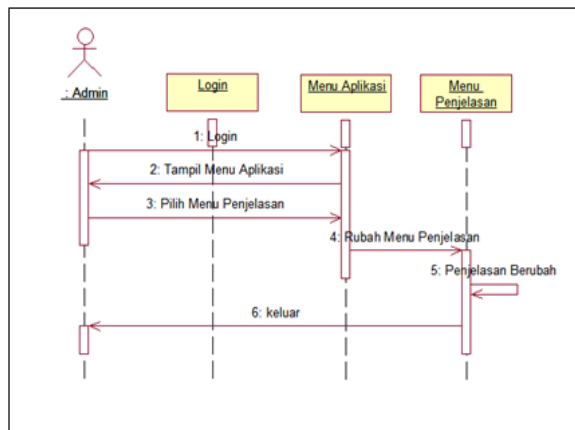 : Admin
Login
Menu Aplikasi
Menu
Penjelasan
1: Login
2: Tampil Menu Aplikasi
3: Pilih Menu Penjelasan
4: Rubah Menu Penjelasan
5: Penjelasan Berubah
6: keluar